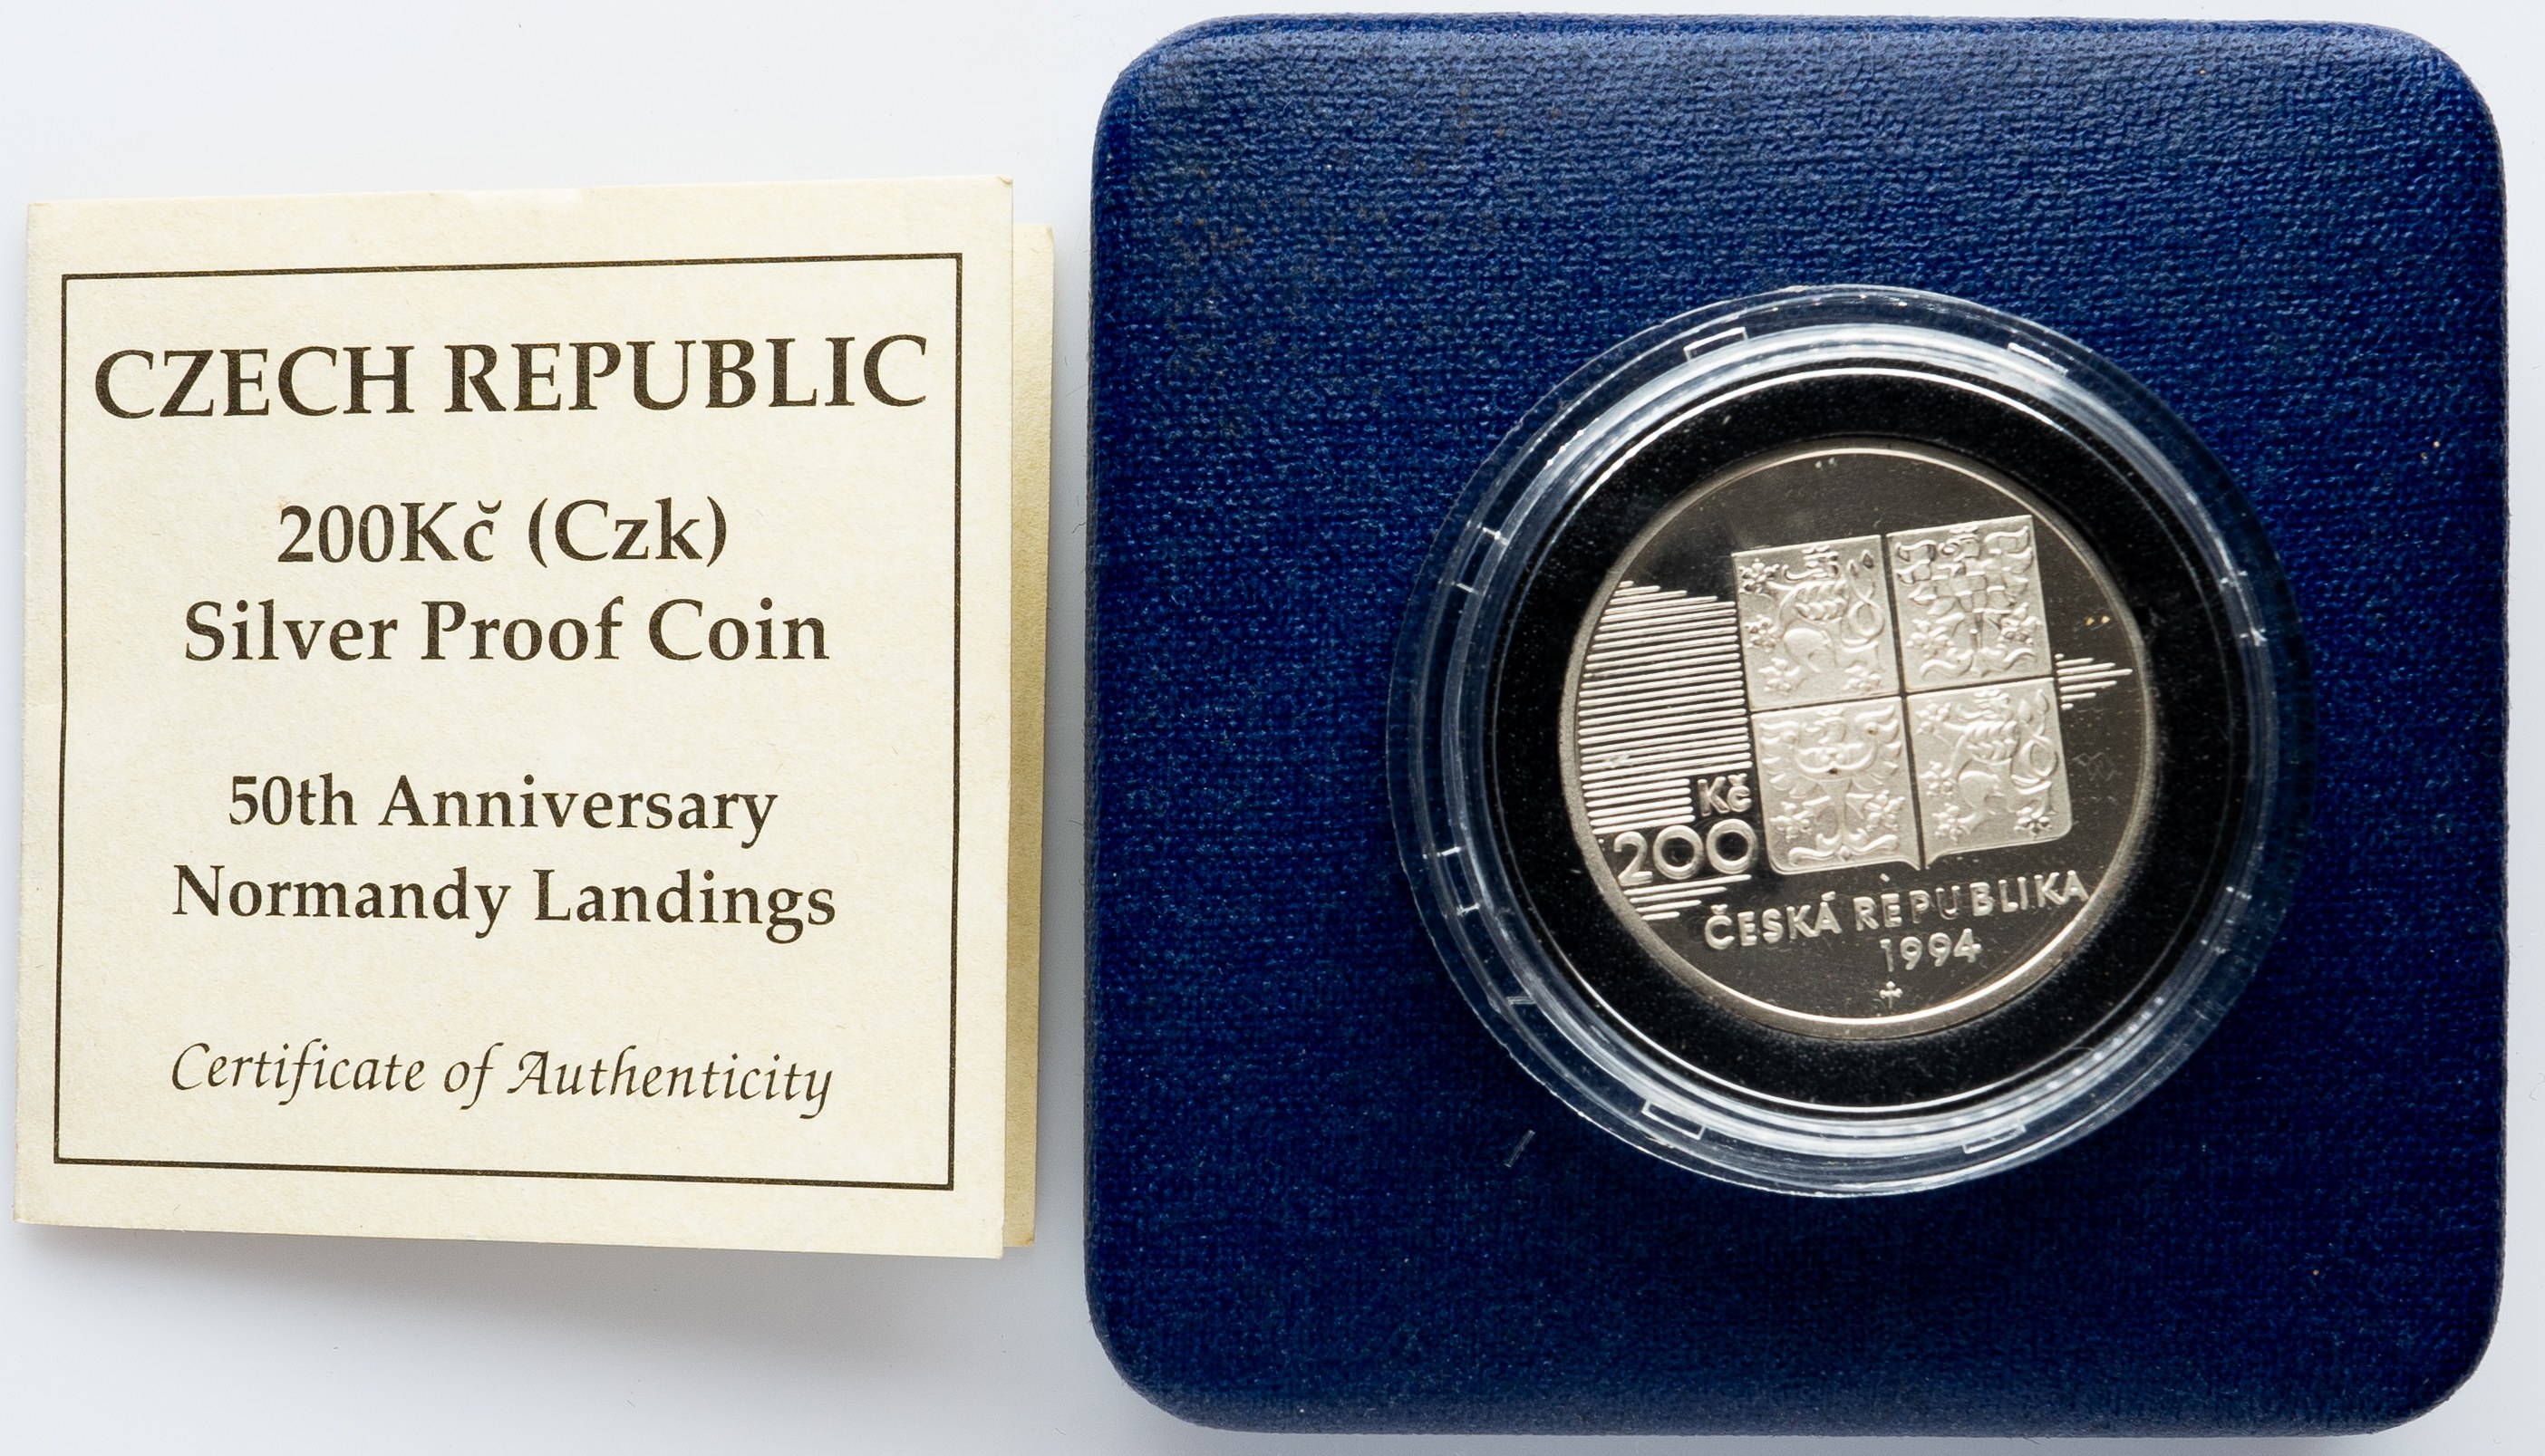 CZECH REPUBLIC
200Kč (Czk)
Silver Proof Coin
50th Anniversary
Normandy Landings
Certificate of Authenticity
Kč
200
ČESKÁ REPUBLIKA
1994